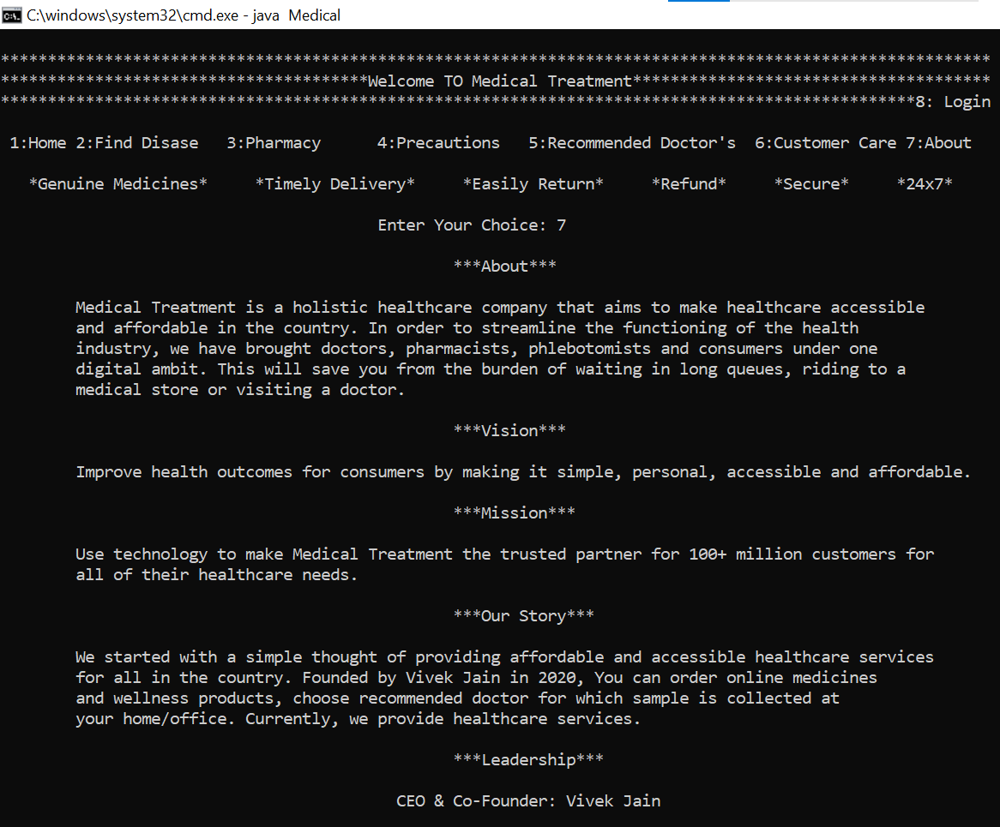 C:\windows\system32\cmd.exe - java  Medical
*********************************************************************************************************
***************************************Welcome TO Medical Treatment**************************************
*************************************************************************************************8: Login
1:Home 2:Find Disase   3:Pharmacy      4:Precautions   5:Recommended Doctor's  6:Customer Care 7:About
*Genuine Medicines*     *Timely Delivery*     *Easily Return*     *Refund*     *Secure*     *24x7*
Enter Your Choice: 7
***About***
Medical Treatment is a holistic healthcare company that aims to make healthcare accessible
and affordable in the country. In order to streamline the functioning of the health
industry, we have brought doctors, pharmacists, phlebotomists and consumers under one
digital ambit. This will save you from the burden of waiting in long queues, riding to a
medical store or visiting a doctor.
***Vision***
Improve health outcomes for consumers by making it simple, personal, accessible and affordable.
***Mission***
Use technology to make Medical Treatment the trusted partner for 100+ million customers for
all of their healthcare needs.
***Our Story***
We started with a simple thought of providing affordable and accessible healthcare services
for all in the country. Founded by Vivek Jain in 2020, You can order online medicines
and wellness products, choose recommended doctor for which sample is collected at
your home/office. Currently, we provide healthcare services.
***Leadership***
CEO & Co-Founder: Vivek Jain